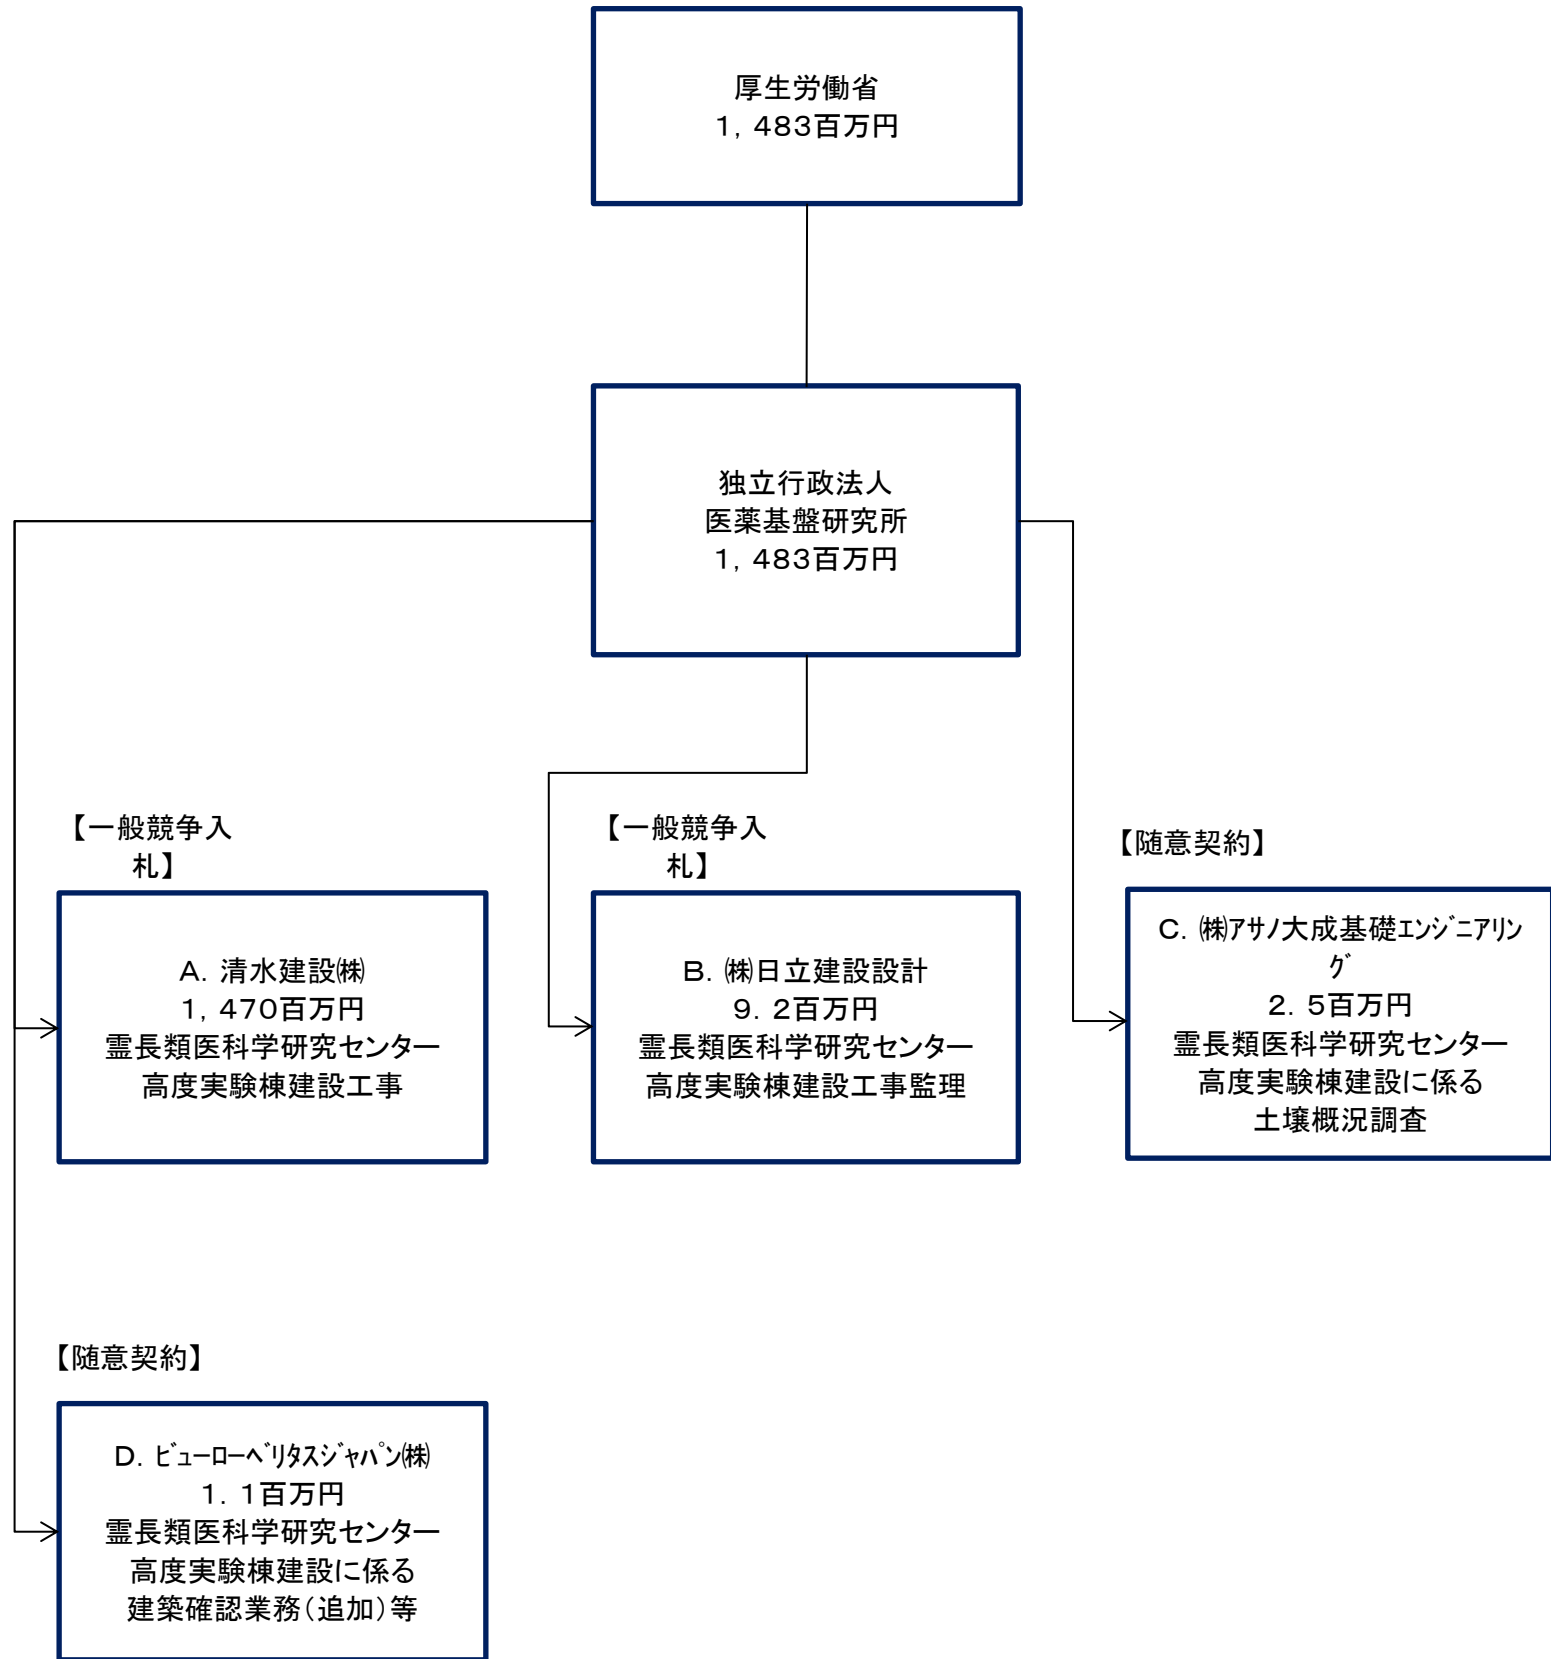 厚生労働省
１，４８３百万円
独立行政法人
医薬基盤研究所
１，４８３百万円
【一般競争入
札】
A．清水建設㈱
１，４７０百万円
霊長類医科学研究センター
高度実験棟建設工事
【一般競争入
札】
B．㈱日立建設設計
９．２百万円
霊長類医科学研究センター
高度実験棟建設工事監理
【随意契約】
C．㈱ｱｻﾉ大成基礎ｴﾝｼﾞﾆｱﾘﾝ
ｸﾞ
２．５百万円
霊長類医科学研究センター
高度実験棟建設に係る
土壌概況調査
【随意契約】
D．ﾋﾞｭｰﾛｰﾍﾞﾘﾀｽｼﾞｬﾊﾟﾝ㈱
１．１百万円
霊長類医科学研究センター
高度実験棟建設に係る
建築確認業務（追加）等